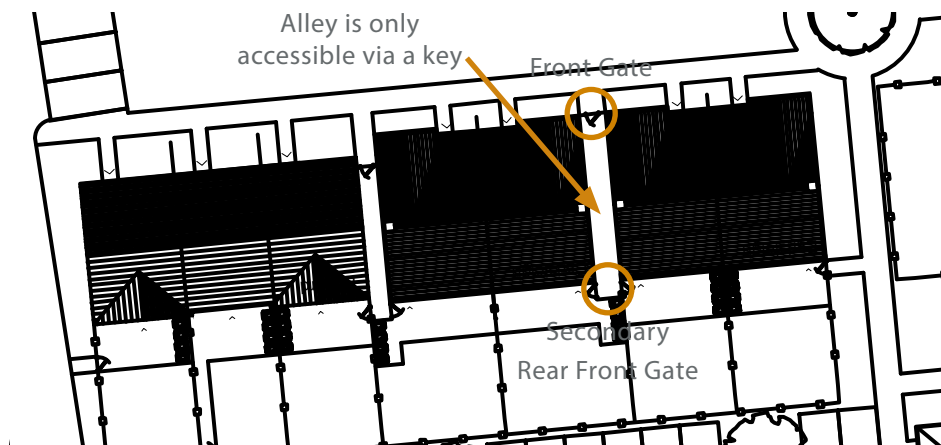 Alley is only
accessible via a key
Front Gate
Secondary
Rear Front Gate